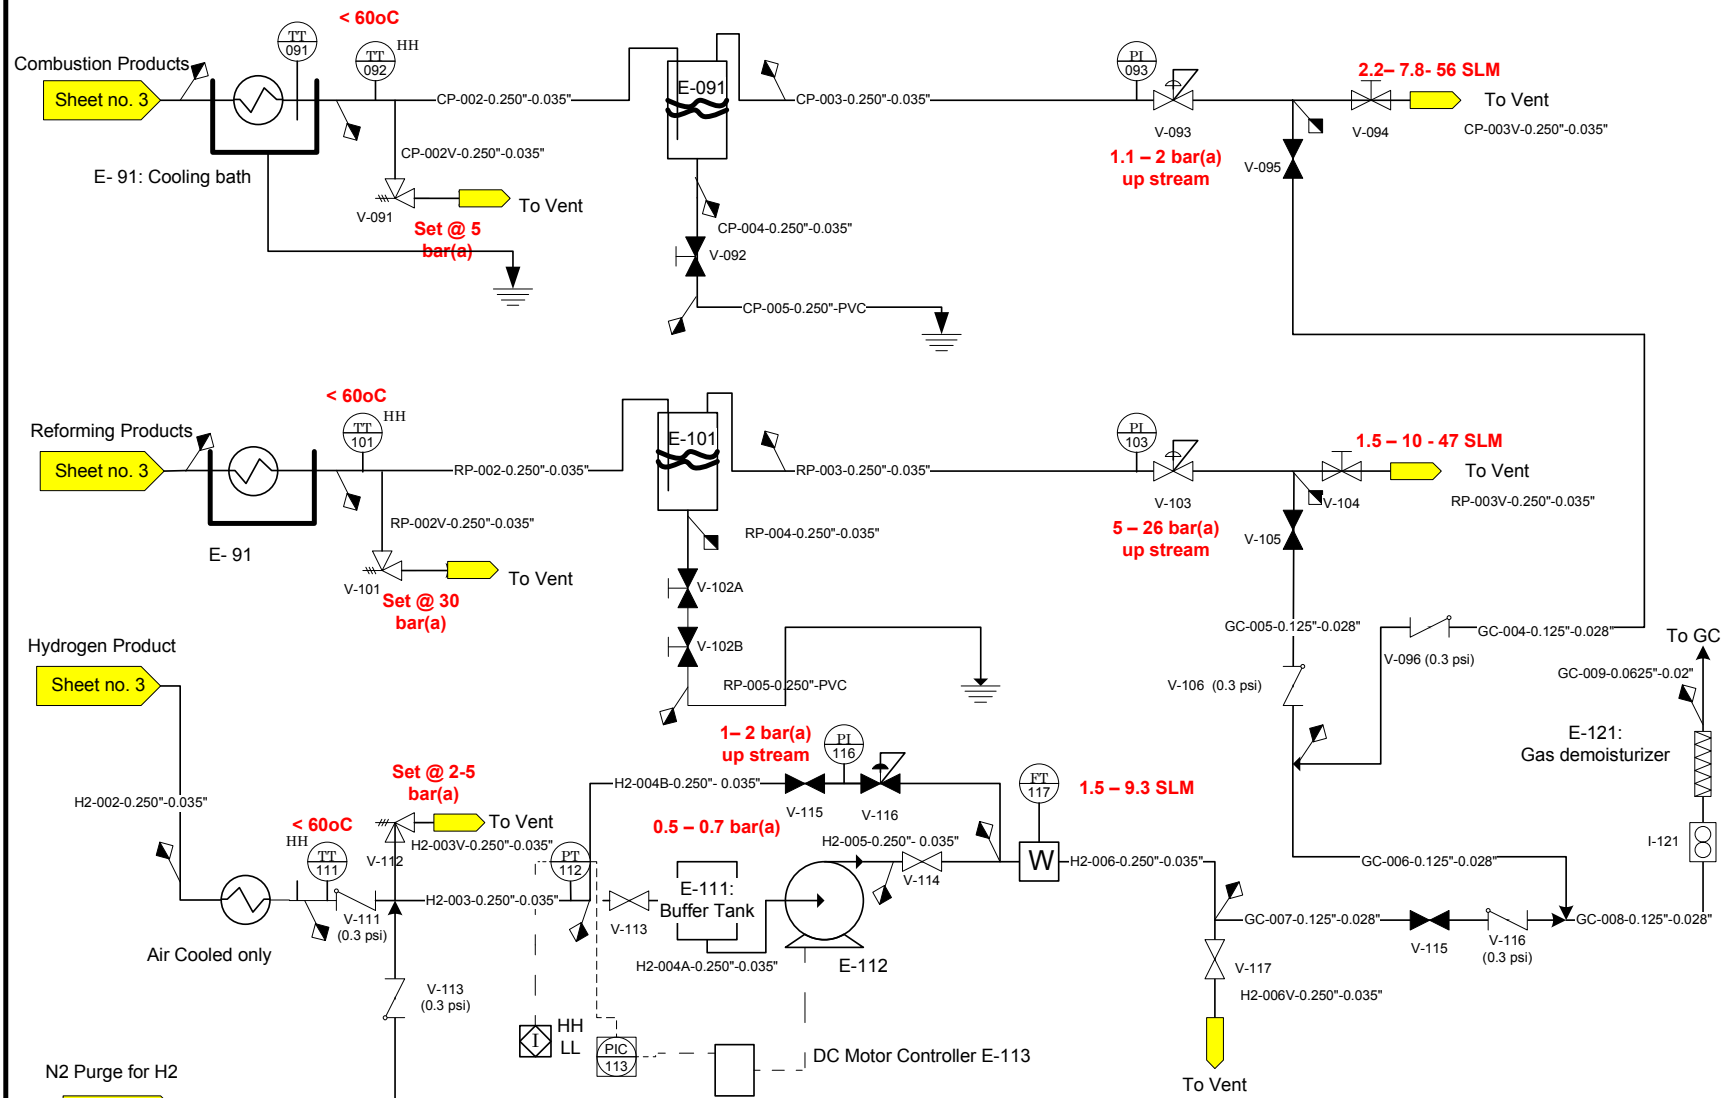 < 60oC
TT
091
TT
092
HH
Combustion Products
Sheet no. 3
E- 91: Cooling bath
CP-002-0.250"-0.035"
CP-002V-0.250"-0.035"
V-091
To Vent
Set @ 5
bar(a)
E-091
CP-003-0.250"-0.035"
CP-004-0.250"-0.035"
V-092
CP-005-0.250"-PVC
PI
093
V-093
1.1 – 2 bar(a)
up stream
2.2– 7.8- 56 SLM
To Vent
V-094
CP-003V-0.250"-0.035"
V-095
< 60oC
TT
101
HH
Reforming Products
Sheet no. 3
E- 91
RP-002-0.250"-0.035"
RP-002V-0.250"-0.035"
V-101
To Vent
Set @ 30
bar(a)
E-101
RP-003-0.250"-0.035"
RP-004-0.250"-0.035"
V-102A
V-102B
RP-005-0.250"-PVC
PI
103
V-103
5 – 26 bar(a)
up stream
1.5 – 10 - 47 SLM
To Vent
V-104
RP-003V-0.250"-0.035"
V-105
GC-005-0.125"-0.028"
GC-004-0.125"-0.028"
V-096 (0.3 psi)
V-106 (0.3 psi)
To GC
GC-009-0.0625"-0.02"
E-121:
Gas demoisturizer
I-121
Hydrogen Product
Sheet no. 3
H2-002-0.250"-0.035"
Air Cooled only
< 60oC
HH
TT
111
V-111
(0.3 psi)
Set @ 2-5
bar(a)
To Vent
V-112
H2-003V-0.250"-0.035"
H2-003-0.250"-0.035"
V-113
(0.3 psi)
PT
112
V-113
H2-004B-0.250"- 0.035"
1– 2 bar(a)
up stream
PI
116
V-115
V-116
0.5 – 0.7 bar(a)
E-111:
Buffer Tank
H2-004A-0.250"-0.035"
E-112
H2-005-0.250"- 0.035"
V-114
FT
117
1.5 – 9.3 SLM
W
H2-006-0.250"-0.035"
GC-006-0.125"-0.028"
GC-007-0.125"-0.028"
V-115
V-116
(0.3 psi)
GC-008-0.125"-0.028"
V-117
H2-006V-0.250"-0.035"
To Vent
I
HH
LL
PIC
113
DC Motor Controller E-113
N2 Purge for H2